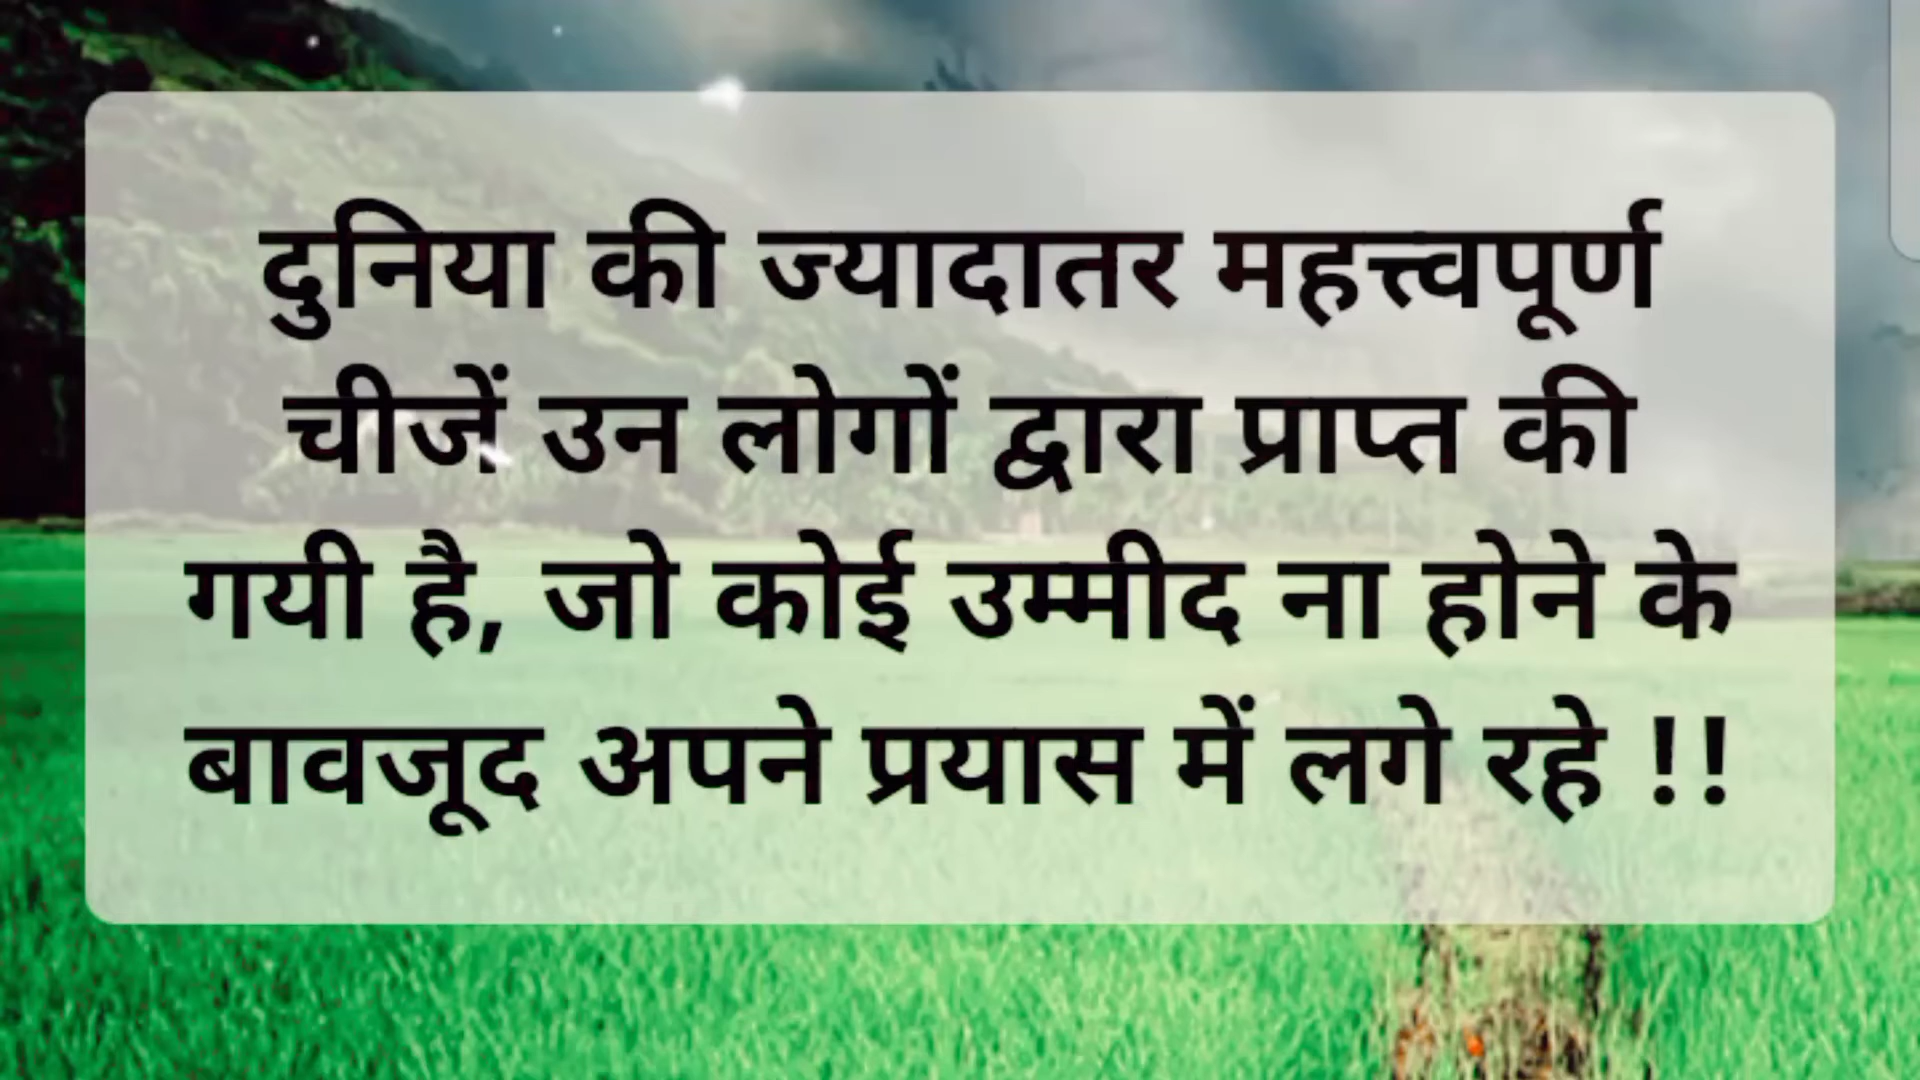 दुनिया की ज्यादातर महत्त्वपूर्ण
चीजें उन लोगों द्वारा प्राप्त की
गयी है, जो कोई उम्मीद ना होने के
बावजूद अपने प्रयास में लगे रहे !!